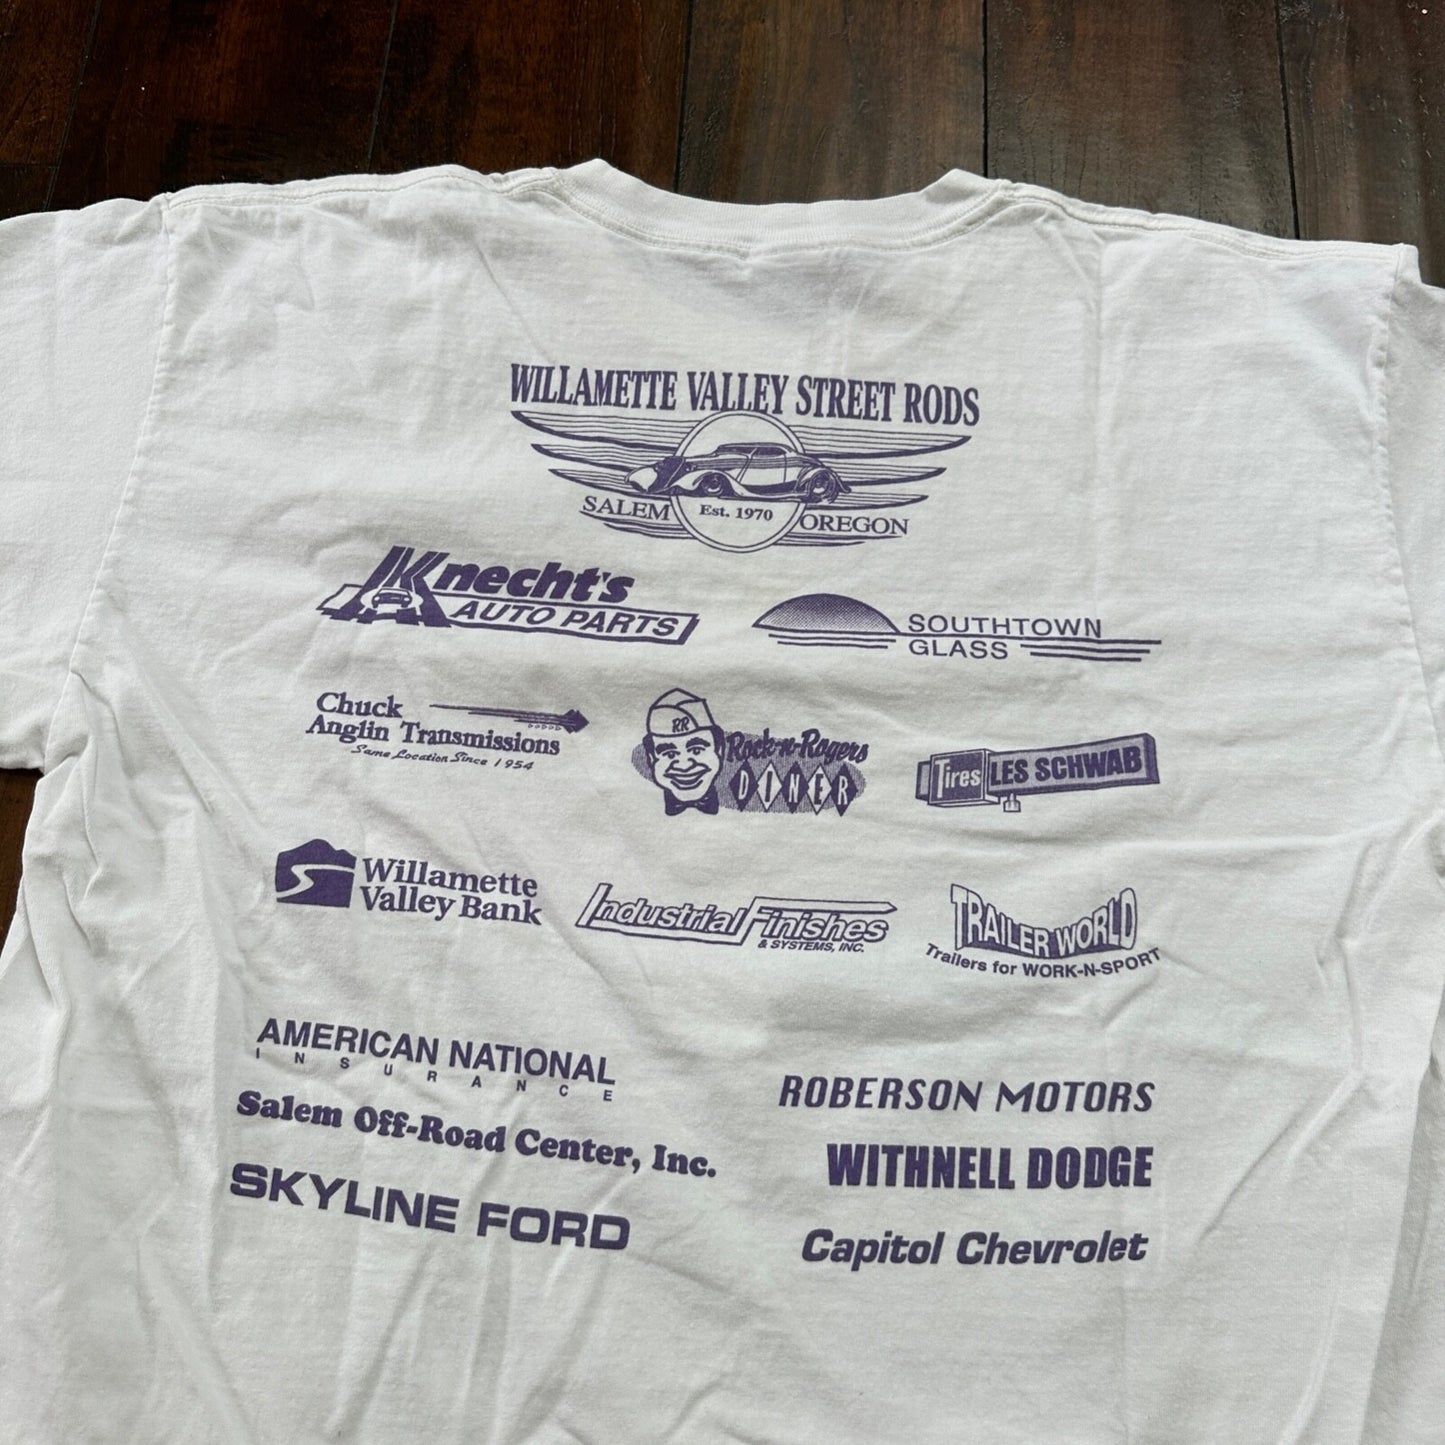 WILLAMETTE VALLEY STREET RODS
SALEM Est. 1970 OREGON
Knecht's
AUTO PARTS
SOUTHTOWN
GLASS
Chuck
Anglin Transmissions
Same Location Since 1954
RR
Rock-n-Rogers
DINER
Tires LES SCHWAB
Willamette
Valley Bank
Industrial Finishes
& SYSTEMS, INC.
TRAILER WORLD
Trailers for WORK-N-SPORT
AMERICAN NATIONAL
INSURANCE
Salem Off-Road Center, Inc.
SKYLINE FORD
ROBERSON MOTORS
WITHNELL DODGE
Capitol Chevrolet